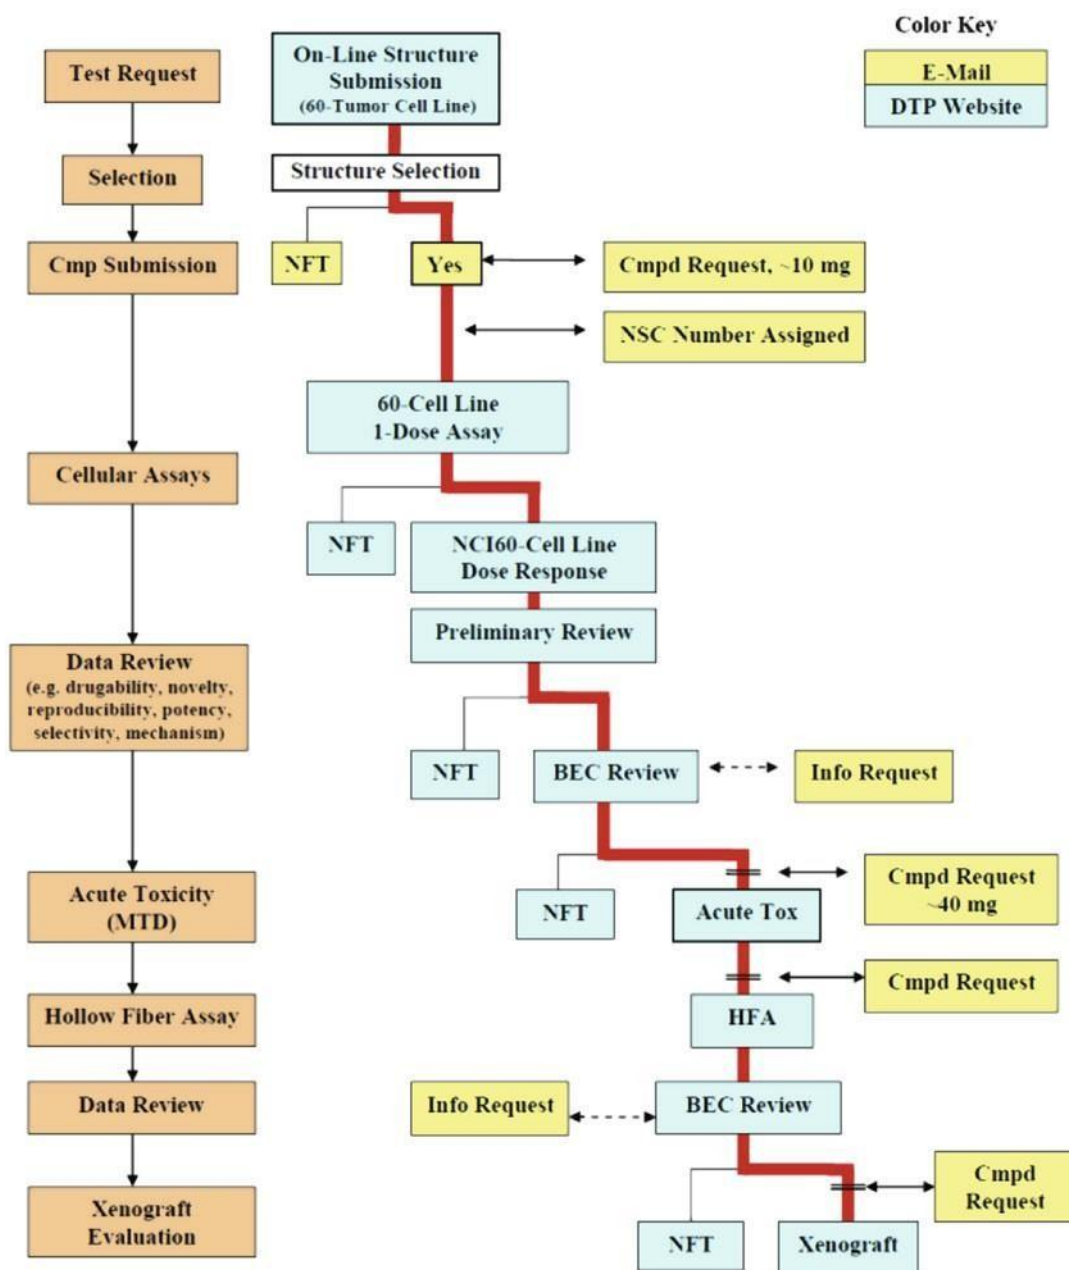 Color Key
E-Mail
DTP Website
Test Request
Selection
Cmp Submission
Cellular Assays
Data Review
(e.g. drugability, novelty,
reproducibility, potency,
selectivity, mechanism)
Acute Toxicity
(MTD)
Hollow Fiber Assay
Data Review
Xenograft
Evaluation
On-Line Structure
Submission
(60-Tumor Cell Line)
Structure Selection
NFT
Yes
Cmpd Request, ~10 mg
NSC Number Assigned
60-Cell Line
1-Dose Assay
NFT
NCI60-Cell Line
Dose Response
Preliminary Review
NFT
BEC Review
Info Request
NFT
Acute Tox
Cmpd Request
~40 mg
Cmpd Request
HFA
Info Request
BEC Review
Cmpd
Request
NFT
Xenograft